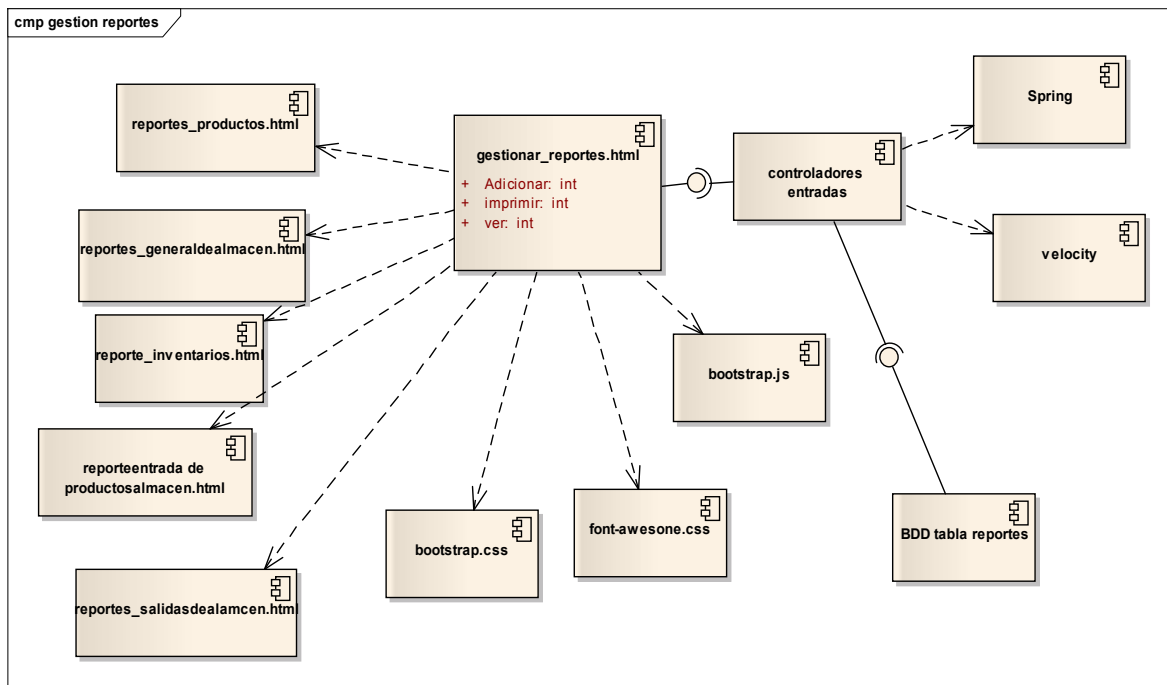 cmp gestion reportes
reportes_productos.html
gestionar_reportes.html
+ Adicionar: int
+ imprimir: int
+ ver: int
controladores
entradas
Spring
velocity
reportes_generaldealmacen.html
reporte_inventarios.html
bootstrap.js
reporteentrada de
productosalmacen.html
bootstrap.css
font-awesone.css
BDD tabla reportes
reportes_salidasdealamcen.html